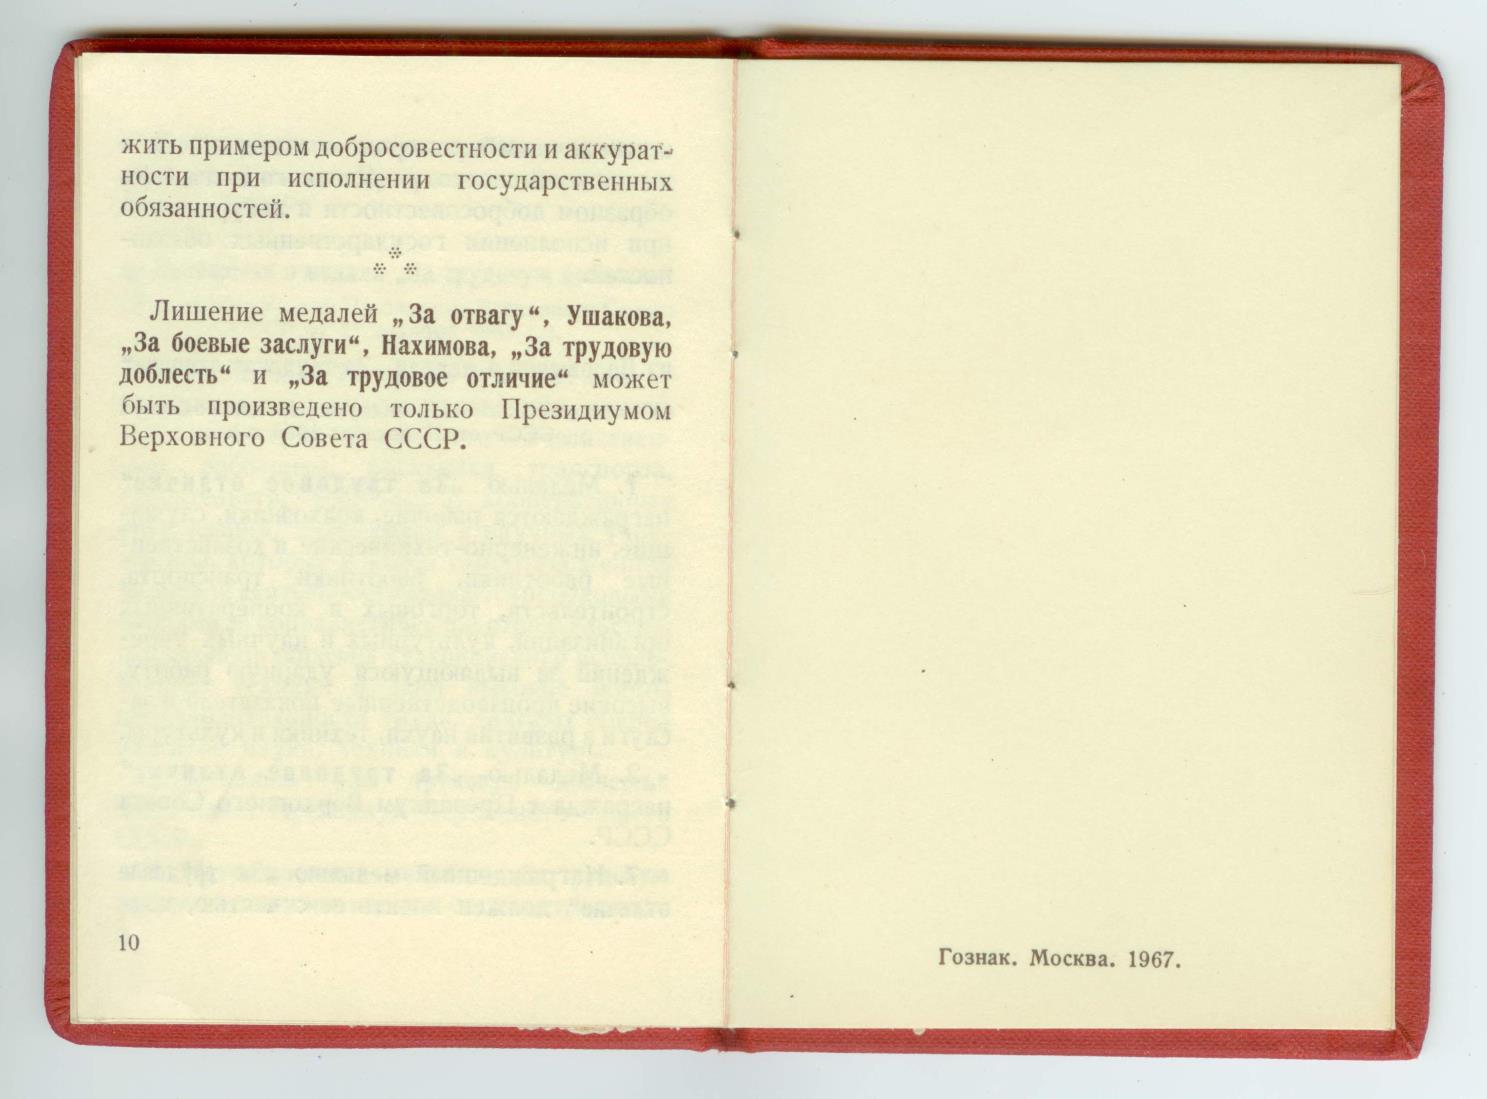 жить примером добросовестности и аккурат-
ности при исполнении государственных
обязанностей.
Лишение медалей „За отвагу“, Ушакова,
„За боевые заслуги“, Нахимова, „За трудовую
доблесть“ и „За трудовое отличие“ может
быть произведено только Президиумом
Верховного Совета СССР.
10
Гознак. Москва. 1967.